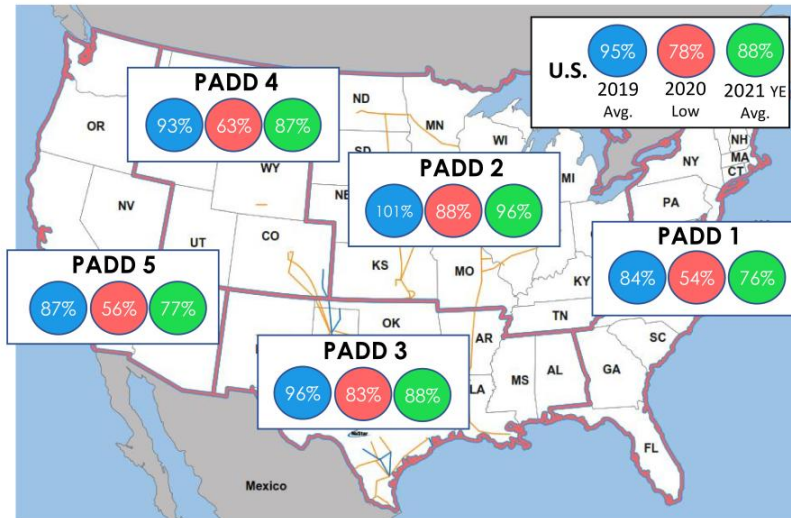 95% 78% 88%
U.S.
2019 2020 2021 YE
Avg. Low Avg.
PADD 4
93% 63% 87%
PADD 2
101% 88% 96%
PADD 1
84% 54% 76%
PADD 5
87% 56% 77%
PADD 3
96% 83% 88%
OR
ND
MN
WI
SD
WY
MI
NY
NH
MA
CT
PA
NV
UT
CO
KS
MO
KY
TN
OK
AR
SC
LA
MS
AL
GA
FL
Mexico